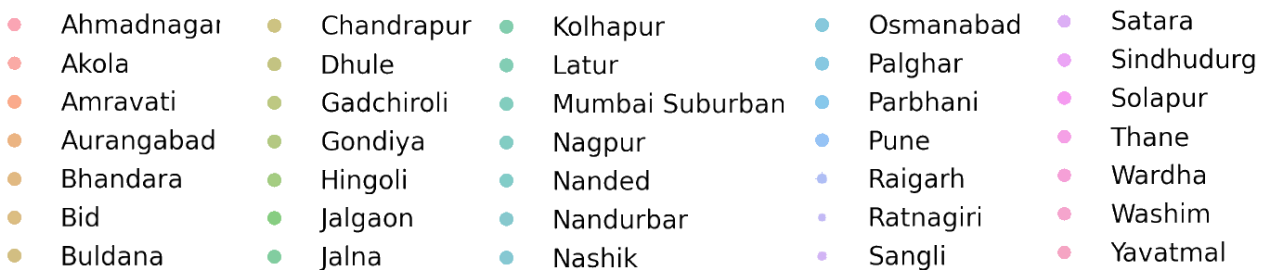 Ahmadnagar
Akola
Amravati
Aurangabad
Bhandara
Bid
Buldana
Chandrapur
Dhule
Gadchiroli
Gondiya
Hingoli
Jalgaon
Jalna
Kolhapur
Latur
Mumbai Suburban
Nagpur
Nanded
Nandurbar
Nashik
Osmanabad
Palghar
Parbhani
Pune
Raigarh
Ratnagiri
Sangli
Satara
Sindhudurg
Solapur
Thane
Wardha
Washim
Yavatmal